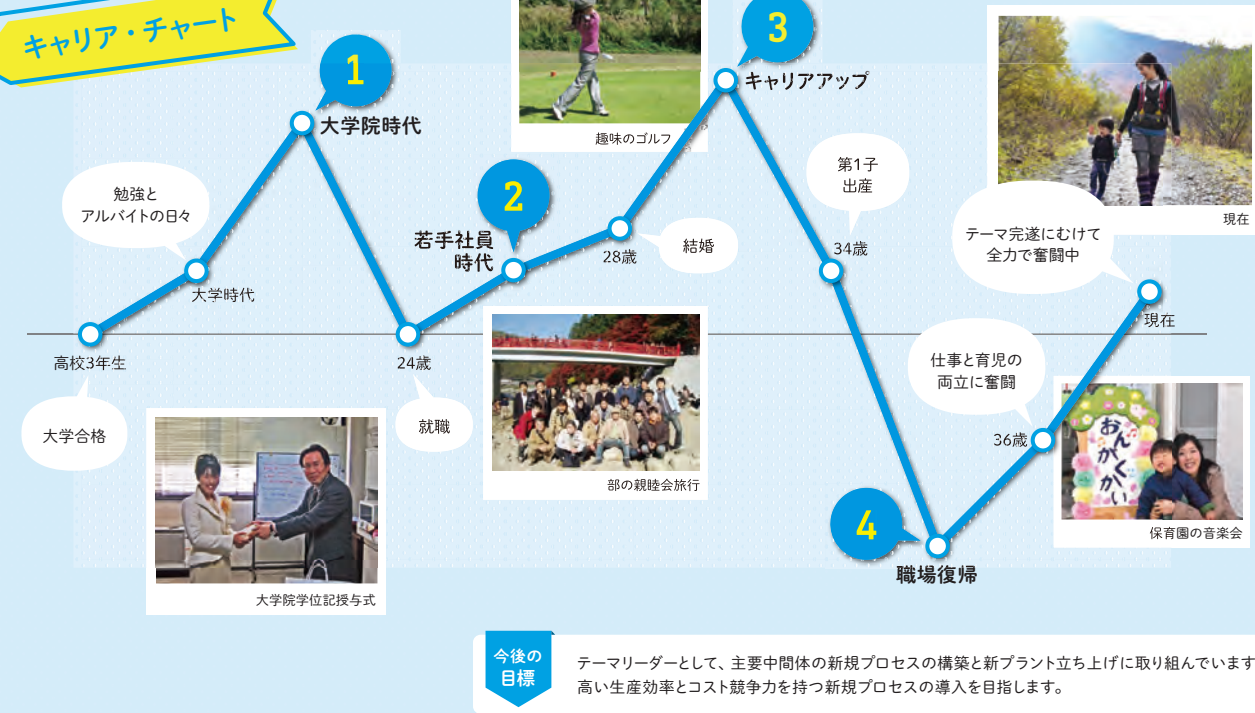 キャリア・チャート
1
大学院時代
勉強と
アルバイトの日々
大学時代
高校3年生
大学合格
大学院学位記授与式
24歳
就職
2
若手社員
時代
部の親睦会旅行
28歳
結婚
趣味のゴルフ
3
キャリアアップ
第1子
出産
34歳
4
職場復帰
36歳
仕事と育児の
両立に奮闘
おんがくかい
保育園の音楽会
現在
テーマ完遂にむけて
全力で奮闘中
現在
今後の
目標
テーマリーダーとして、主要中間体の新規プロセスの構築と新プラント立ち上げに取り組んでいます
高い生産効率とコスト競争力を持つ新規プロセスの導入を目指します。